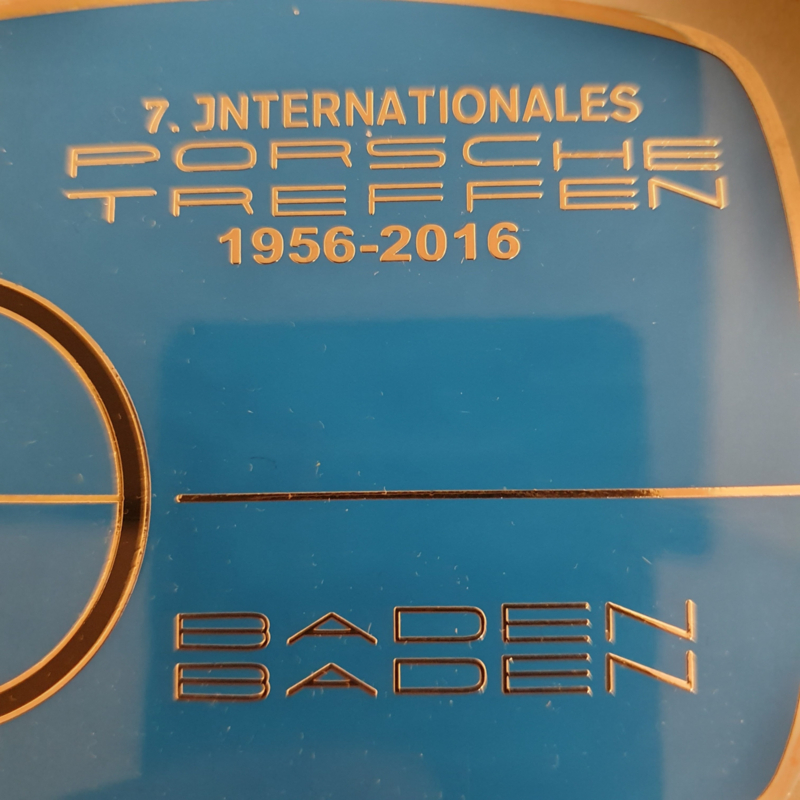 7. JNTERNATIONALES
PORSCHE
TREFFEN
1956-2016
BADEN
BADEN